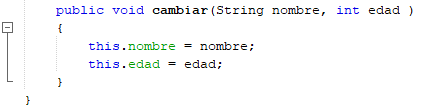 public void cambiar(String nombre, int edad )
{
this.nombre = nombre;
this.edad = edad;
}
}